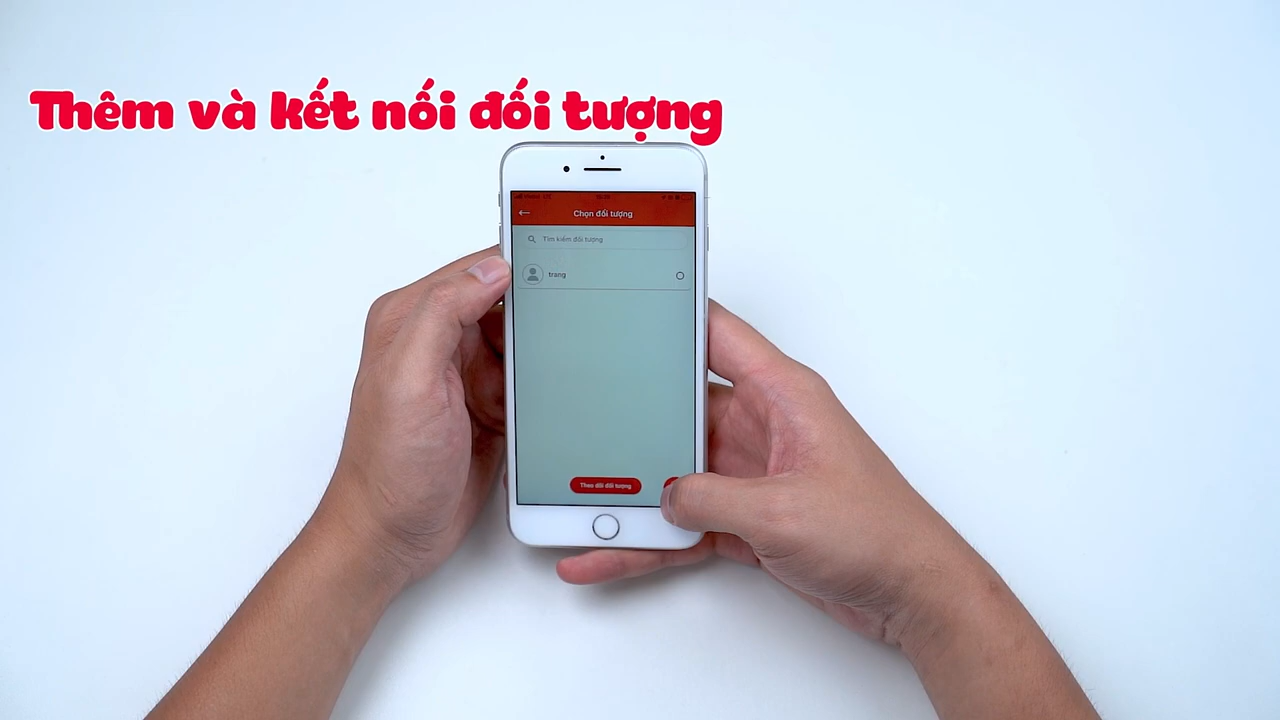 Thêm và kết nối đối tượng
Chọn đối tượng
Tìm kiếm đối tượng
trang
Theo dõi đối tượng